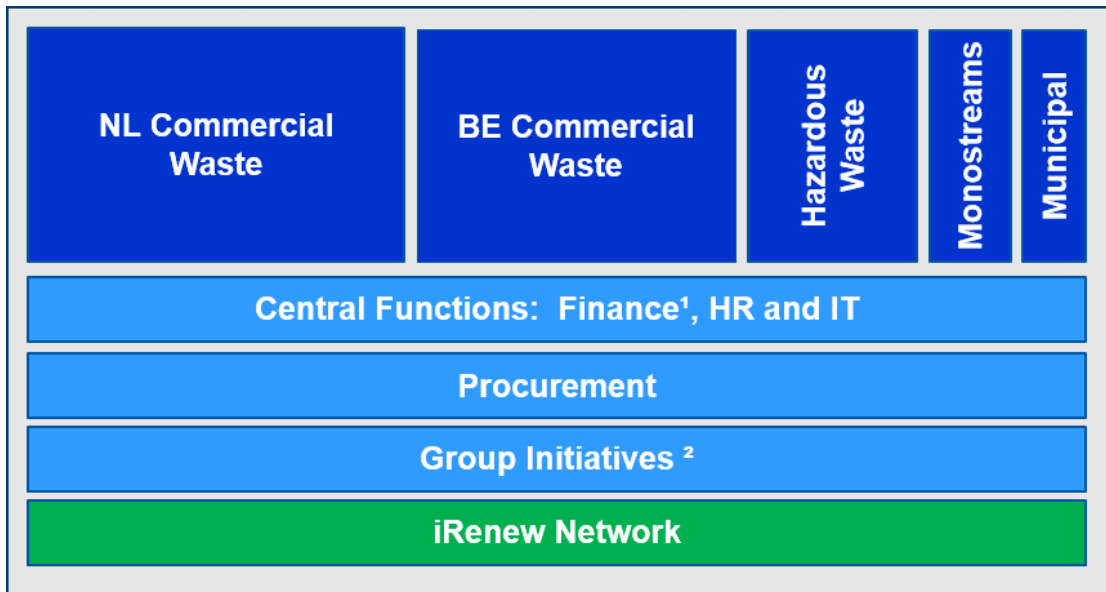 NL Commercial
Waste
BE Commercial
Waste
Hazardous
Waste
Monostreams
Municipal
Central Functions:  Finance¹, HR and IT
Procurement
Group Initiatives ²
iRenew Network